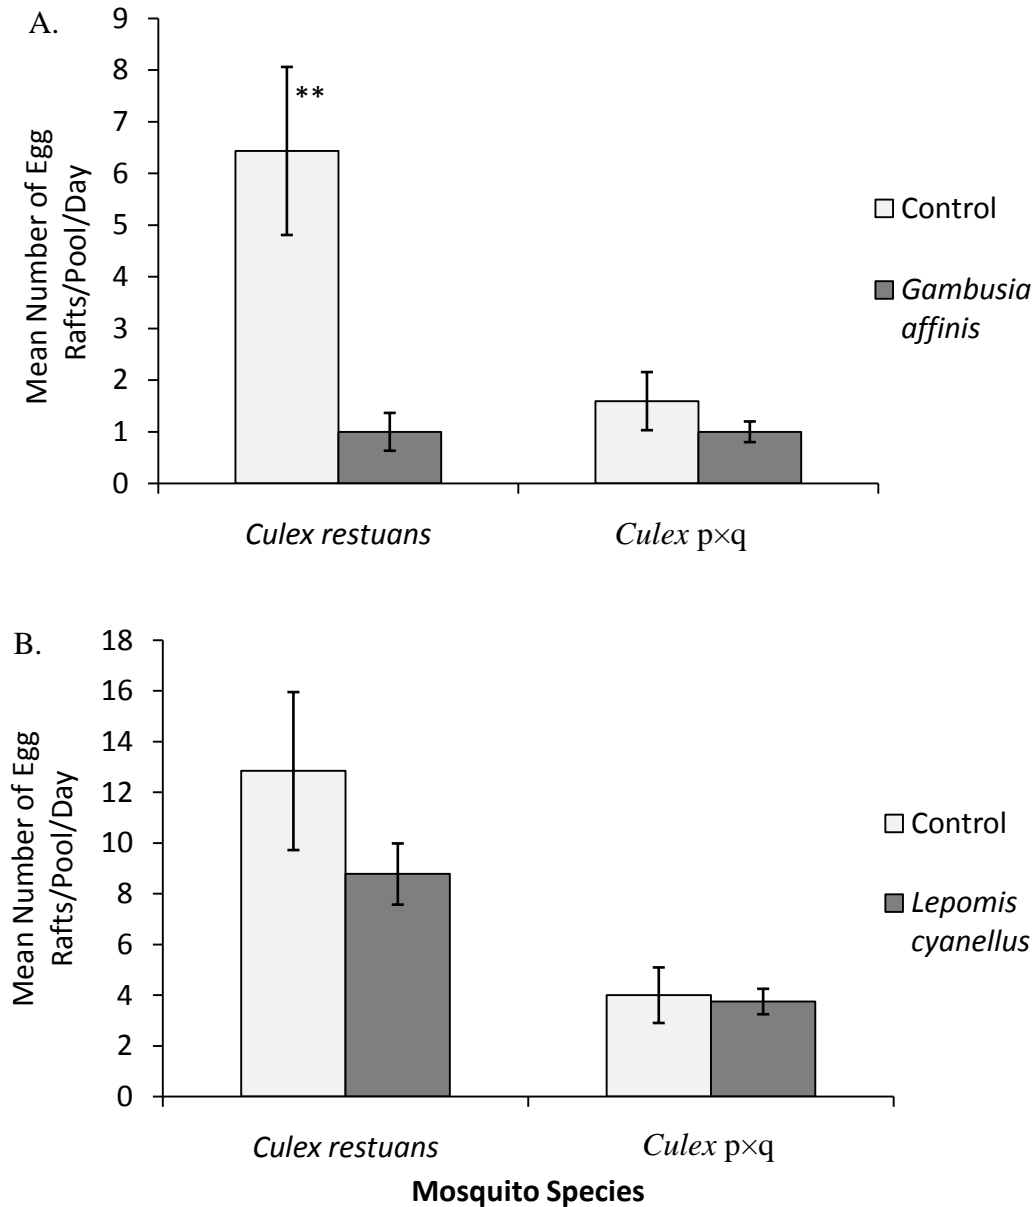 A.
9
8
7
6
5
4
3
2
1
0
Mean Number of Egg
Rafts/Pool/Day
**
Control
Gambusia
affinis
Culex restuans
Culex p×q
B.
18
16
14
12
10
8
6
4
2
0
Mean Number of Egg
Rafts/Pool/Day
Control
Lepomis
cyanellus
Culex restuans
Culex p×q
Mosquito Species